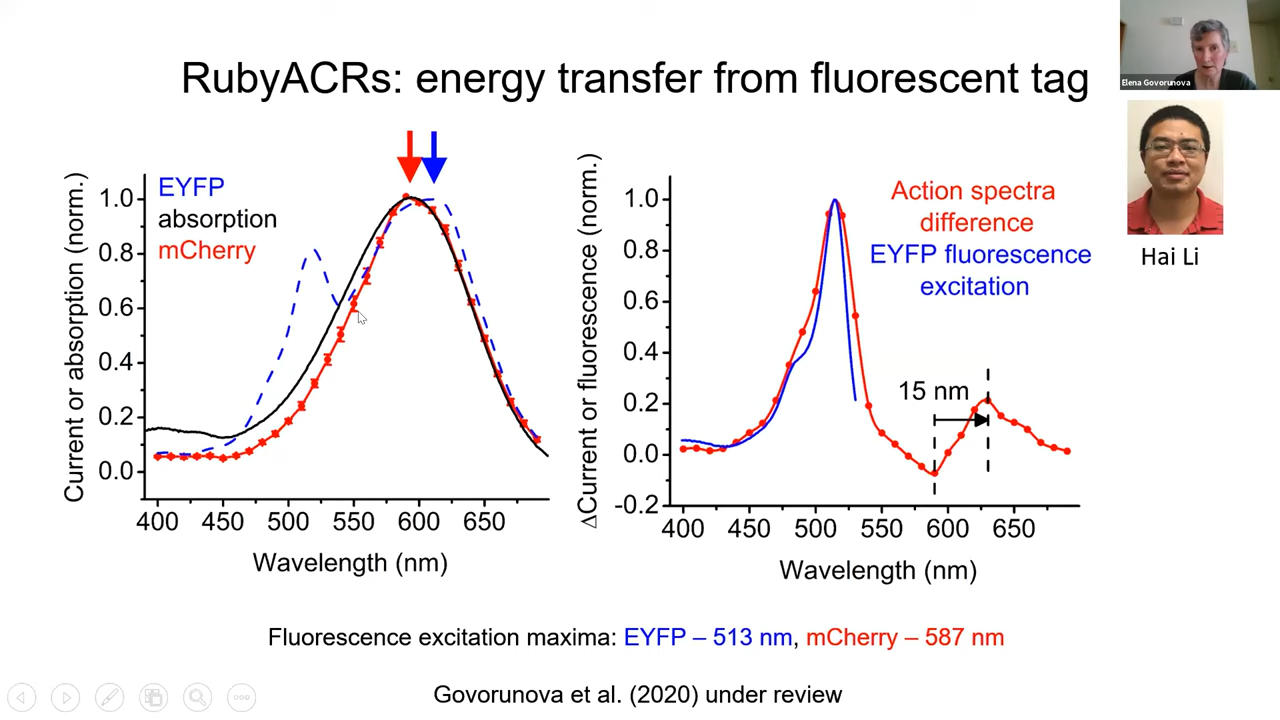 RubyACRs: energy transfer from fluorescent tag
Elena Govorunova
Hai Li
EYFP
absorption
mCherry
Current or absorption (norm.)
1.0
0.8
0.6
0.4
0.2
0.0
400 450 500 550 600 650
Wavelength (nm)
Action spectra
difference
EYFP fluorescence
excitation
15 nm
ΔCurrent or fluorescence (norm.)
1.0
0.8
0.6
0.4
0.2
0.0
-0.2
400 450 500 550 600 650
Wavelength (nm)
Fluorescence excitation maxima: EYFP – 513 nm, mCherry – 587 nm
Govorunova et al. (2020) under review